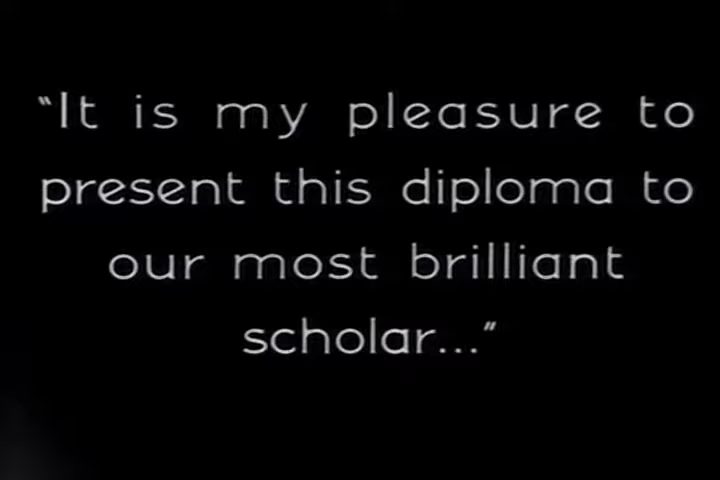 “It is my pleasure to
present this diploma to
our most brilliant
scholar...”